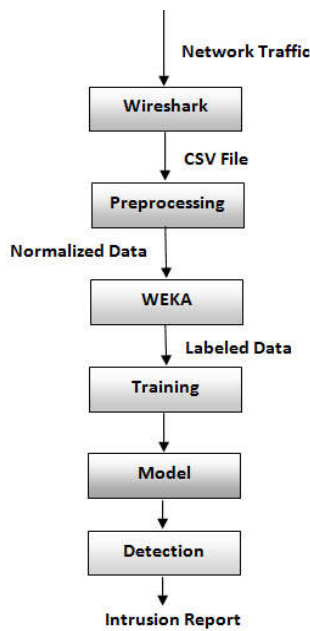 Network Traffic
Wireshark
CSV File
Preprocessing
Normalized Data
WEKA
Labeled Data
Training
Model
Detection
Intrusion Report